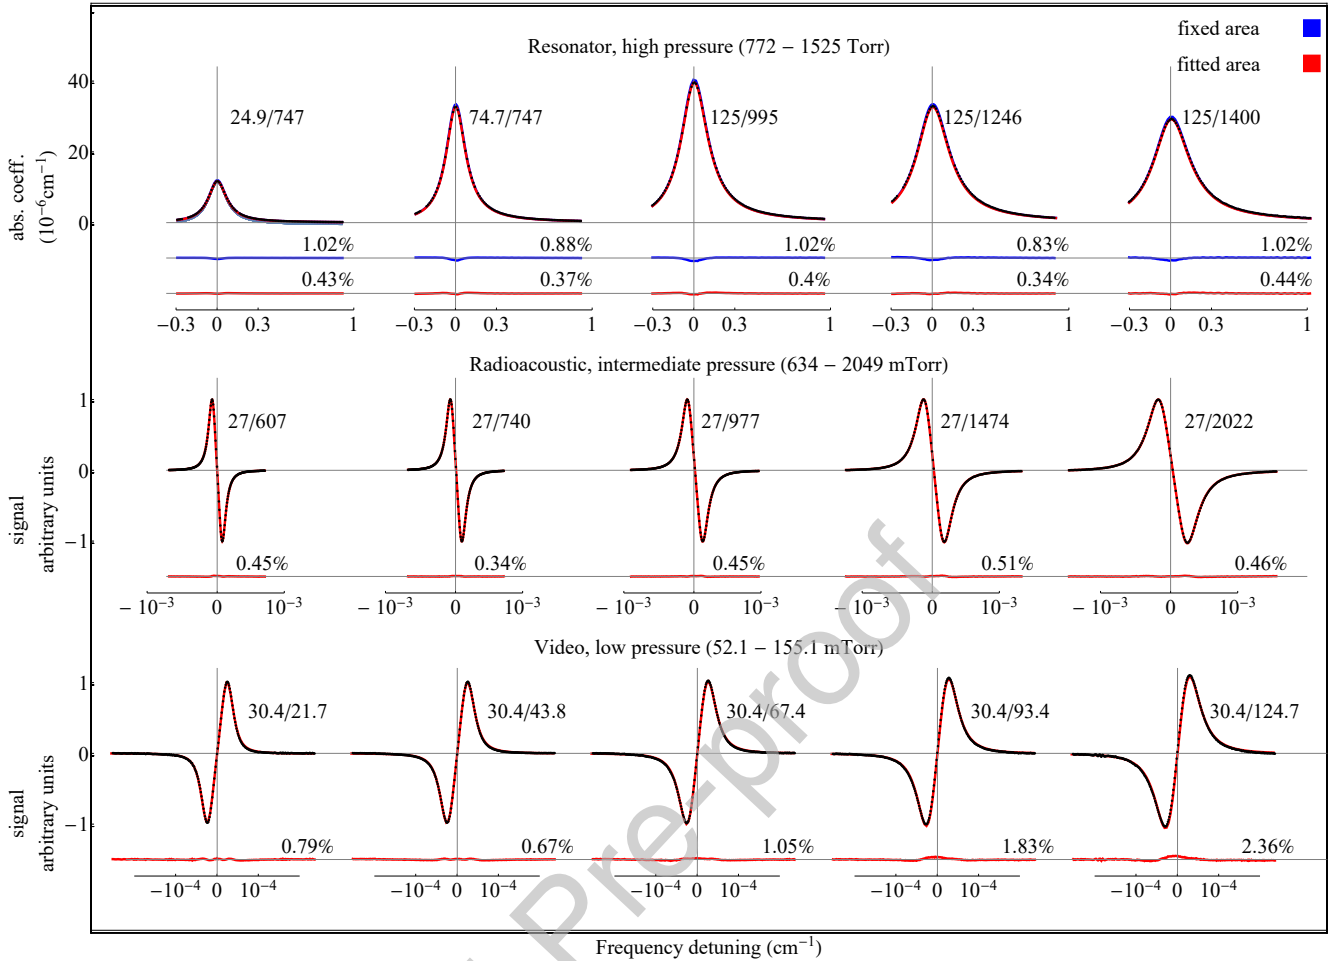 fixed area
fitted area
Resonator, high pressure (772 − 1525 Torr)
abs. coeff.
(10⁻⁶cm⁻¹)
40
20
0
24.9/747
74.7/747
125/995
125/1246
125/1400
1.02%
0.88%
1.02%
0.83%
1.02%
0.43%
0.37%
0.4%
0.34%
0.44%
−0.3 0 0.3 1
−0.3 0 0.3 1
−0.3 0 0.3 1
−0.3 0 0.3 1
−0.3 0 0.3 1
Radioacoustic, intermediate pressure (634 − 2049 mTorr)
signal
arbitrary units
1
0
−1
27/607
27/740
27/977
27/1474
27/2022
0.45%
0.34%
0.45%
0.51%
0.46%
− 10⁻³ 0 10⁻³
− 10⁻³ 0 10⁻³
− 10⁻³ 0 10⁻³
− 10⁻³ 0 10⁻³
− 10⁻³ 0 10⁻³
Video, low pressure (52.1 − 155.1 mTorr)
signal
arbitrary units
1
0
−1
30.4/21.7
30.4/43.8
30.4/67.4
30.4/93.4
30.4/124.7
0.79%
0.67%
1.05%
1.83%
2.36%
−10⁻⁴ 0 10⁻⁴
−10⁻⁴ 0 10⁻⁴
−10⁻⁴ 0 10⁻⁴
−10⁻⁴ 0 10⁻⁴
−10⁻⁴ 0 10⁻⁴
Frequency detuning (cm⁻¹)
Pre-proof